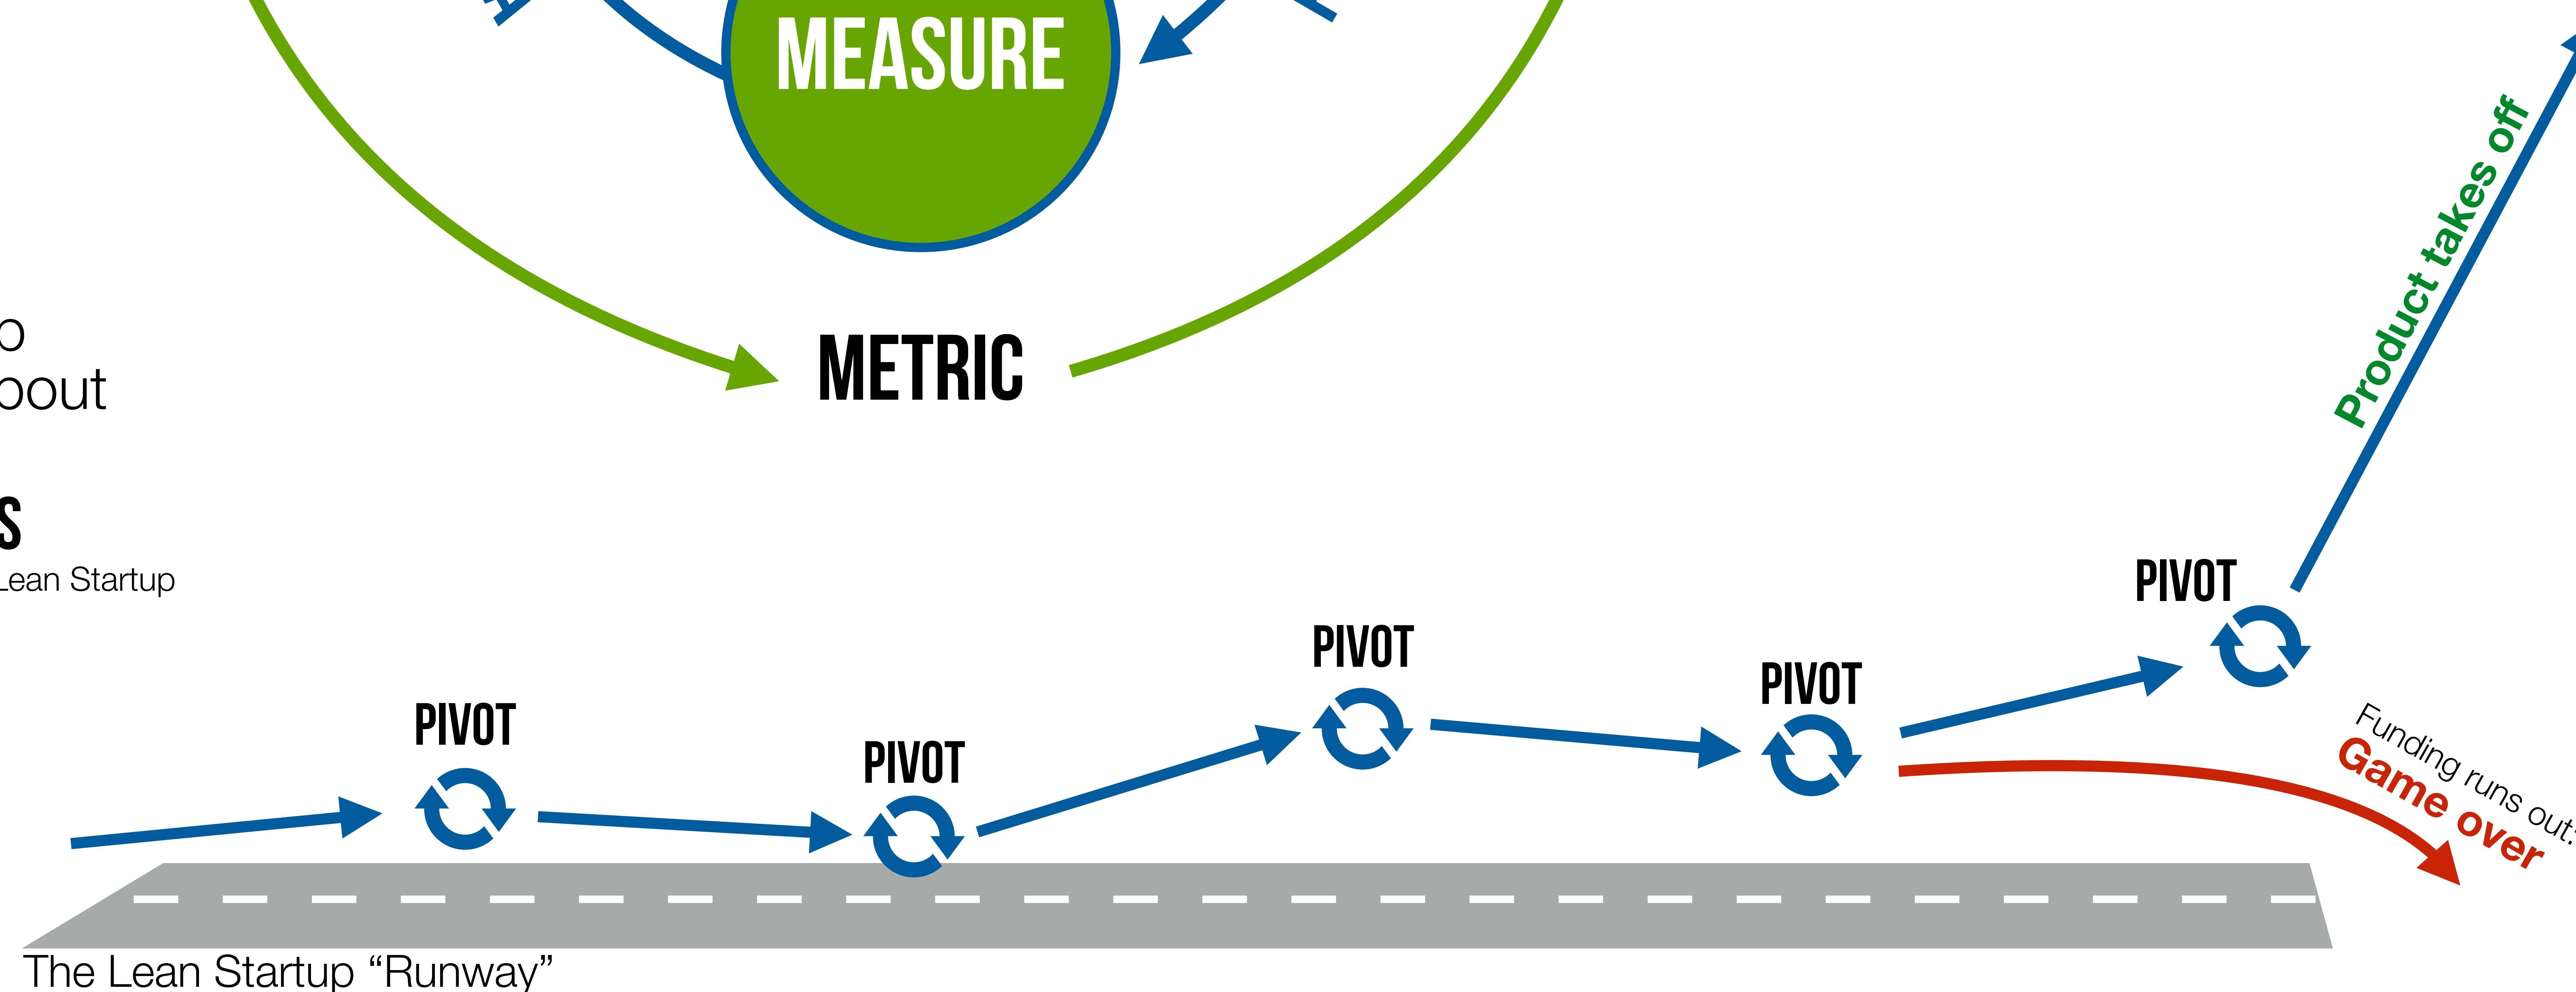 MEASURE
METRIC
Lean Startup
Product takes off
PIVOT
PIVOT
PIVOT
PIVOT
PIVOT
Funding runs out?
Game over
The Lean Startup “Runway”